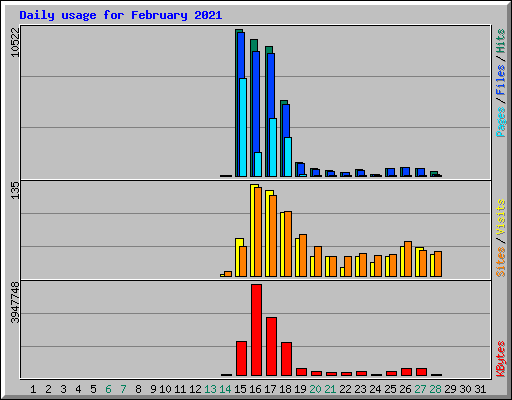 Daily usage for February 2021
10522
Pages / Files / Hits
135
Sites / Visits
3947748
KBytes
1 2 3 4 5 6 7 8 9 10 11 12 13 14 15 16 17 18 19 20 21 22 23 24 25 26 27 28 29 30 31